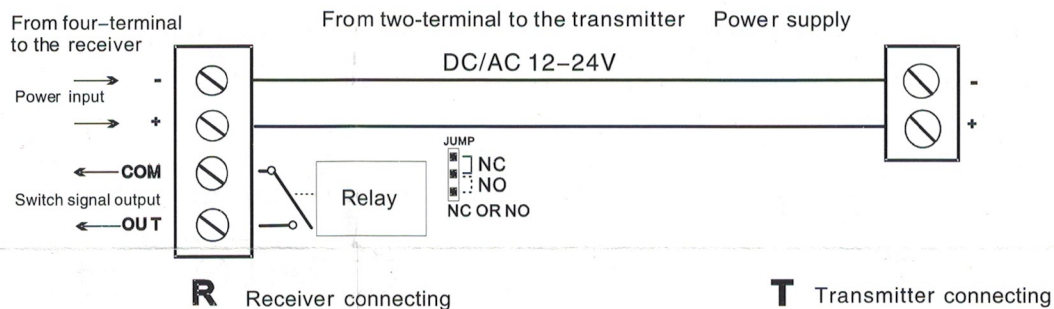 From four–terminal
to the receiver
From two-terminal to the transmitter Power supply
DC/AC 12–24V
-
Power input
+
COM
Switch signal output
OUT
Relay
JUMP
NC
NO
NC OR NO
-
+
R Receiver connecting
T Transmitter connecting